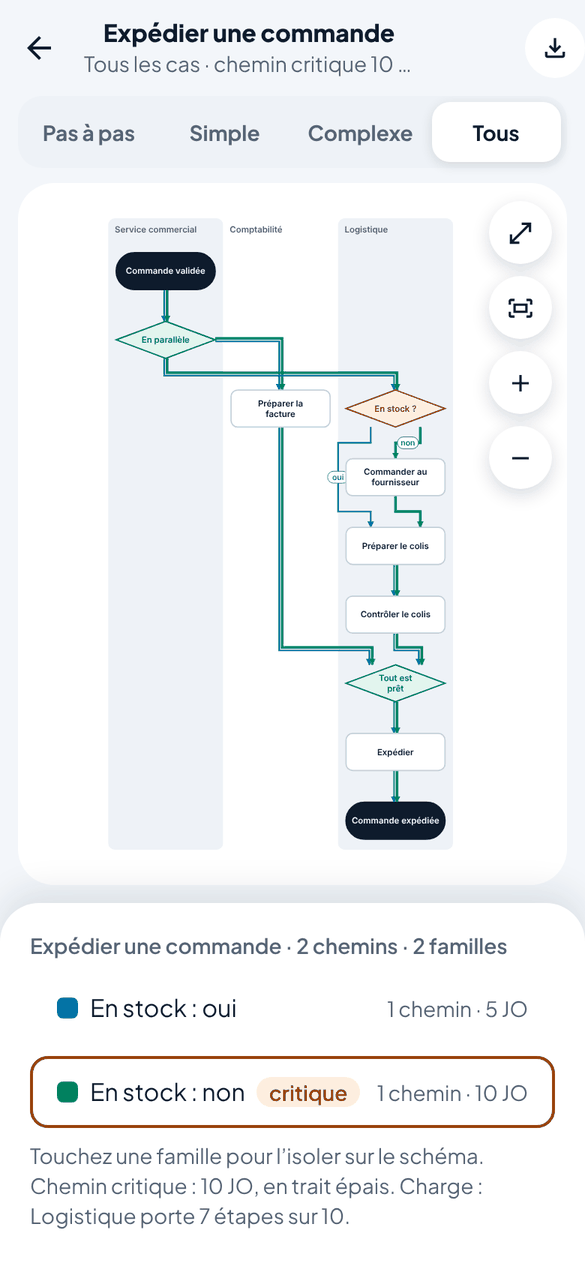 Expédier une commande
Tous les cas · chemin critique 10 ...
Pas à pas
Simple
Complexe
Tous
Service commercial
Comptabilité
Logistique
Commande validée
En parallèle
Préparer la
facture
En stock ?
non
oui
Commander au
fournisseur
Préparer le colis
Contrôler le colis
Tout est
prêt
Expédier
Commande expédiée
Expédier une commande · 2 chemins · 2 familles
En stock : oui
1 chemin · 5 JO
En stock : non
critique
1 chemin · 10 JO
Touchez une famille pour l’isoler sur le schéma.
Chemin critique : 10 JO, en trait épais. Charge :
Logistique porte 7 étapes sur 10.